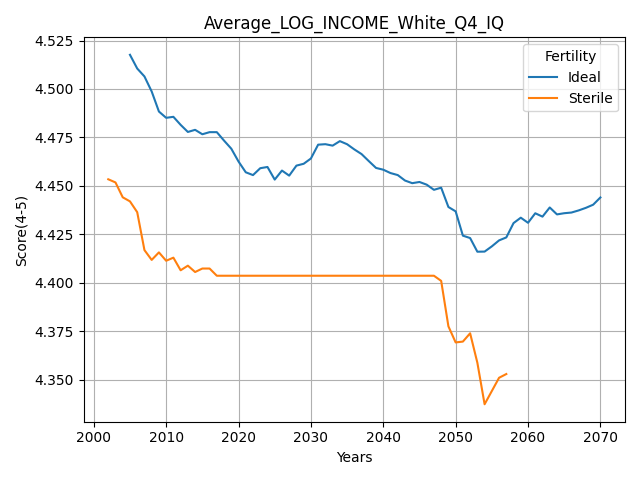 Average_LOG_INCOME_White_Q4_IQ
Fertility
Ideal
Sterile
Score(4-5)
4.525
4.500
4.475
4.450
4.425
4.400
4.375
4.350
2000 2010 2020 2030 2040 2050 2060 2070
Years